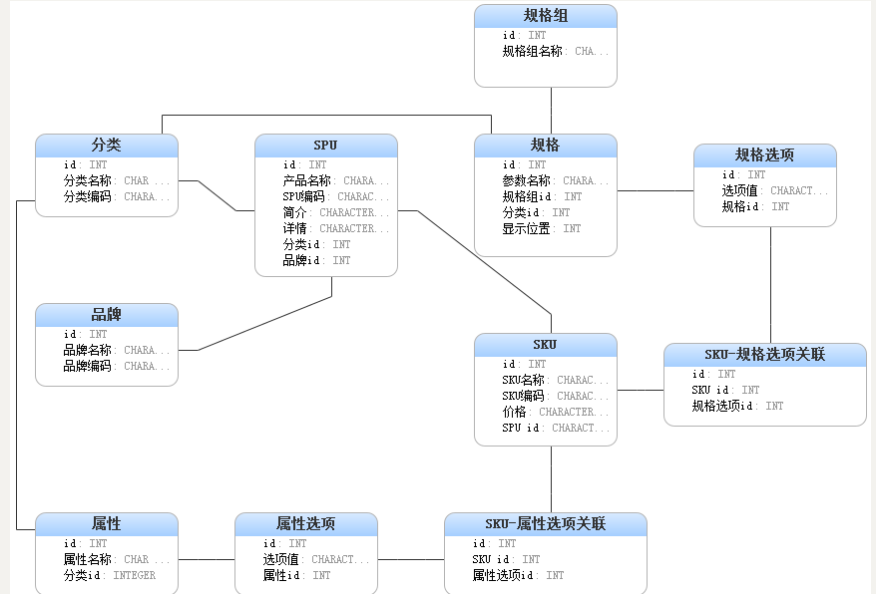 规格组
id: INT
规格组名称: CHA...
分类
id: INT
分类名称: CHAR ...
分类编码: CHARA...
SPU
id: INT
产品名称: CHARA...
SPU编码: CHARAC...
简介: CHARACTER...
详情: CHARACTER...
分类id: INT
品牌id: INT
规格
id: INT
参数名称: CHARA...
规格组id: INT
分类id: INT
显示位置: INT
规格选项
id: INT
选项值: CHARACT...
规格id: INT
品牌
id: INT
品牌名称: CHARA...
品牌编码: CHARA...
SKU
id: INT
SKU名称: CHARAC...
SKU编码: CHARAC...
价格: CHARACTER...
SPU id: CHARACT...
SKU-规格选项关联
id: INT
SKU id: INT
规格选项id: INT
属性
id: INT
属性名称: CHAR ...
分类id: INTEGER
属性选项
id: INT
选项值: CHARACT...
属性id: INT
SKU-属性选项关联
id: INT
SKU id: INT
属性选项id: INT